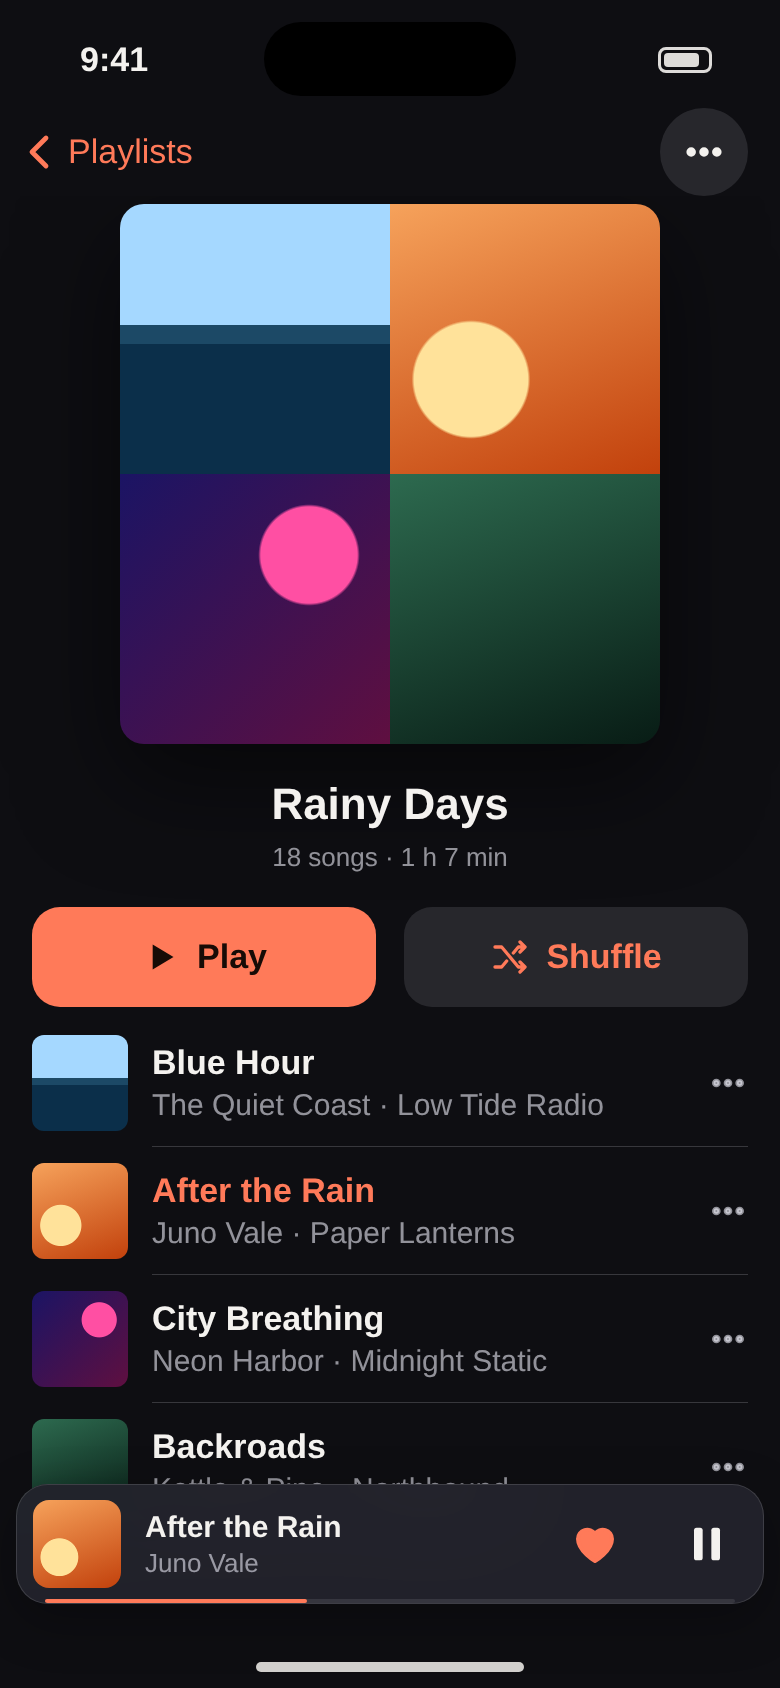 9:41
Playlists
Rainy Days
18 songs · 1 h 7 min
Play
Shuffle
Blue Hour
The Quiet Coast · Low Tide Radio
After the Rain
Juno Vale · Paper Lanterns
City Breathing
Neon Harbor · Midnight Static
Backroads
After the Rain
Juno Vale